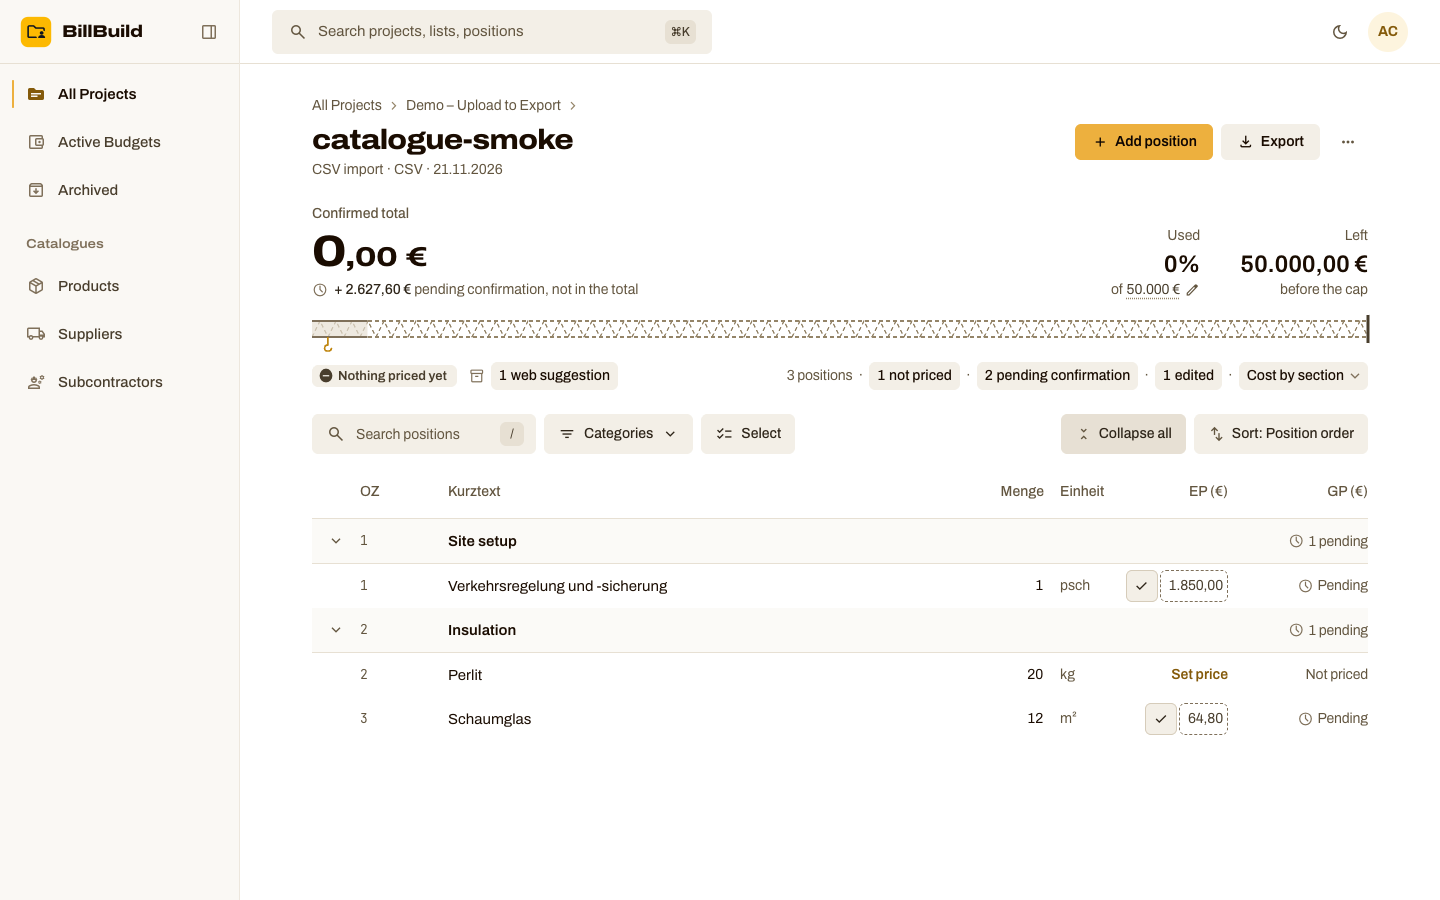 BillBuild
Search projects, lists, positions
⌘K
AC
All Projects
Active Budgets
Archived
Catalogues
Products
Suppliers
Subcontractors
All Projects > Demo – Upload to Export >
catalogue-smoke
CSV import · CSV · 21.11.2026
+ Add position
Export
Confirmed total
0,00 €
+ 2.627,60 € pending confirmation, not in the total
Used
0%
of 50.000 €
Left
50.000,00 €
before the cap
Nothing priced yet
1 web suggestion
3 positions · 1 not priced · 2 pending confirmation · 1 edited · Cost by section
Search positions
/
Categories
Select
Collapse all
Sort: Position order
OZ Kurztext Menge Einheit EP (€) GP (€)
1 Site setup 1 pending
1 Verkehrsregelung und -sicherung 1 psch 1.850,00 Pending
2 Insulation 1 pending
2 Perlit 20 kg Set price Not priced
3 Schaumglas 12 m² 64,80 Pending